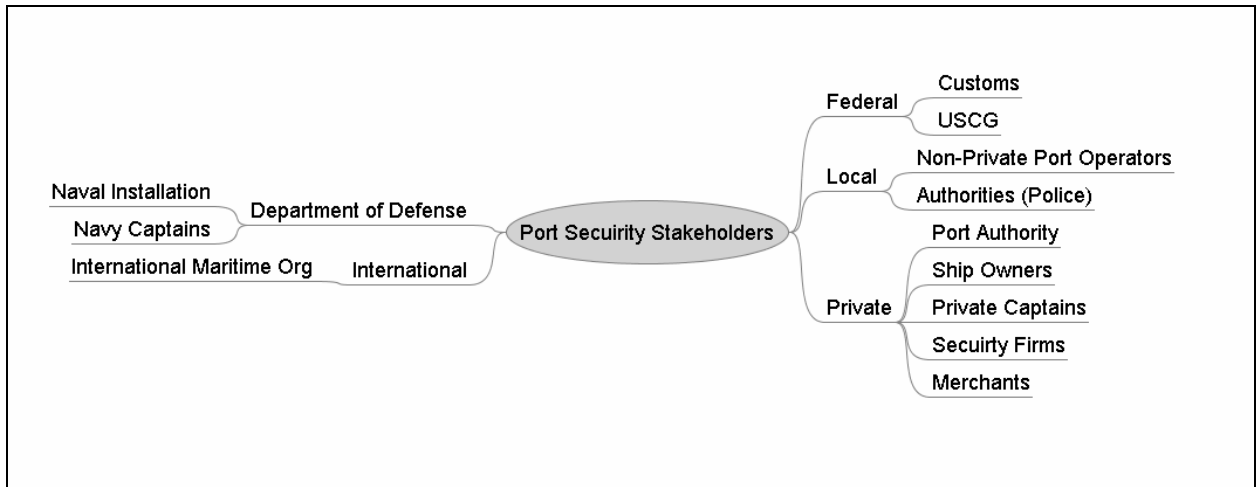 Port Secuirity Stakeholders
Federal
Customs
USCG
Local
Non-Private Port Operators
Authorities (Police)
Private
Port Authority
Ship Owners
Private Captains
Secuirty Firms
Merchants
Department of Defense
Naval Installation
Navy Captains
International
International Maritime Org